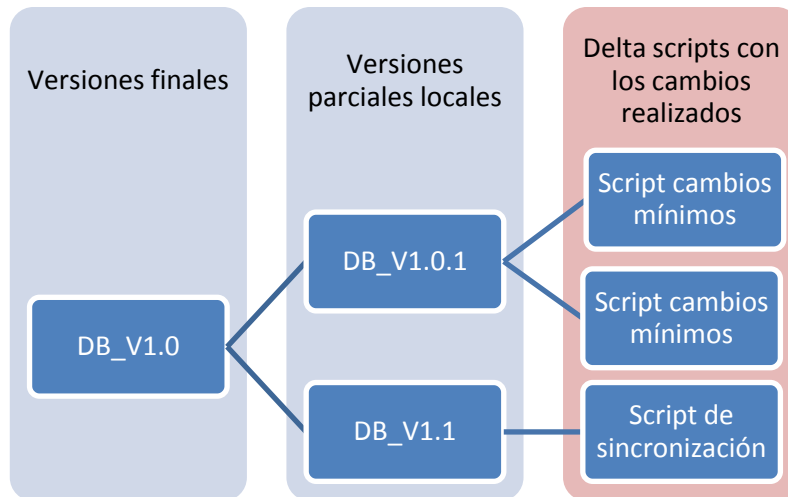 Versiones finales
Versiones
parciales locales
Delta scripts con
los cambios
realizados
DB_V1.0
DB_V1.0.1
DB_V1.1
Script cambios
mínimos
Script cambios
mínimos
Script de
sincronización